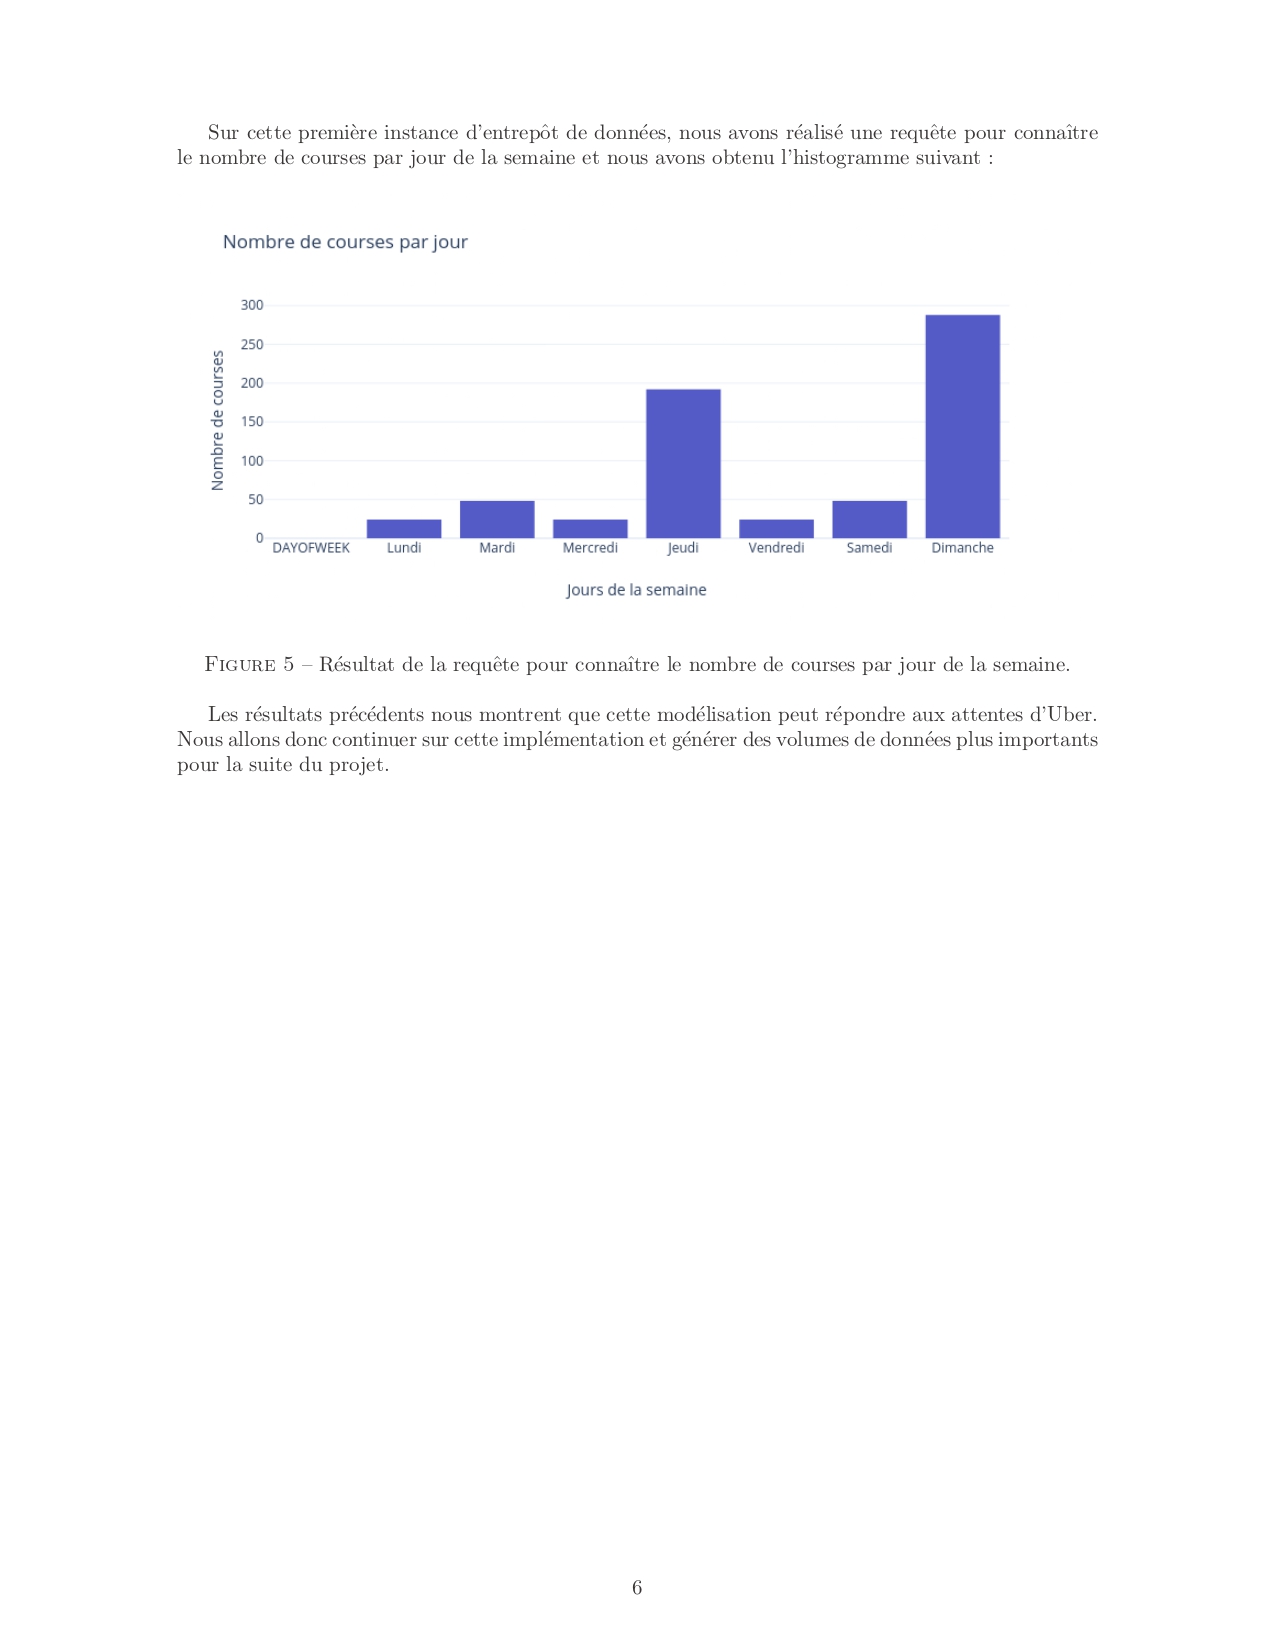 Sur cette première instance d'entrepôt de données, nous avons réalisé une requête pour connaître
le nombre de courses par jour de la semaine et nous avons obtenu l'histogramme suivant :
Nombre de courses par jour
Nombre de courses
300
250
200
150
100
50
0
DAYOFWEEK Lundi Mardi Mercredi Jeudi Vendredi Samedi Dimanche
Jours de la semaine
FIGURE 5 – Résultat de la requête pour connaître le nombre de courses par jour de la semaine.
Les résultats précédents nous montrent que cette modélisation peut répondre aux attentes d'Uber.
Nous allons donc continuer sur cette implémentation et générer des volumes de données plus importants
pour la suite du projet.
6